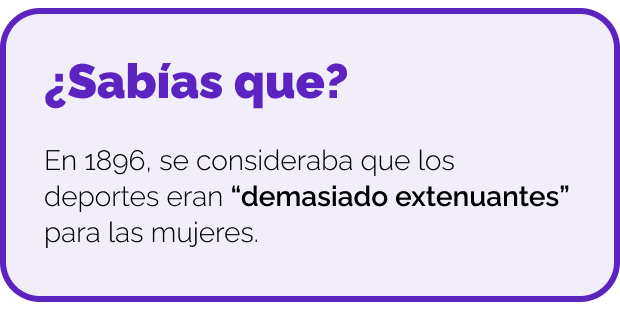 ¿Sabías que?
En 1896, se consideraba que los
deportes eran “demasiado extenuantes”
para las mujeres.